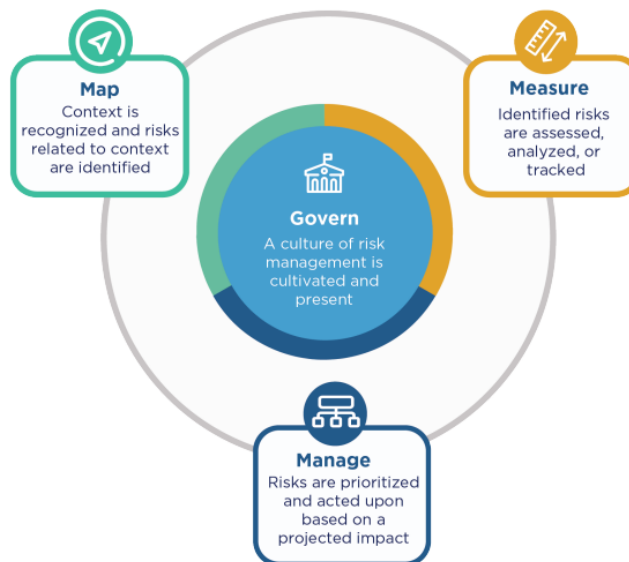 Map
Context is
recognized and risks
related to context
are identified
Measure
Identified risks
are assessed,
analyzed, or
tracked
Govern
A culture of risk
management is
cultivated and
present
Manage
Risks are prioritized
and acted upon
based on a
projected impact